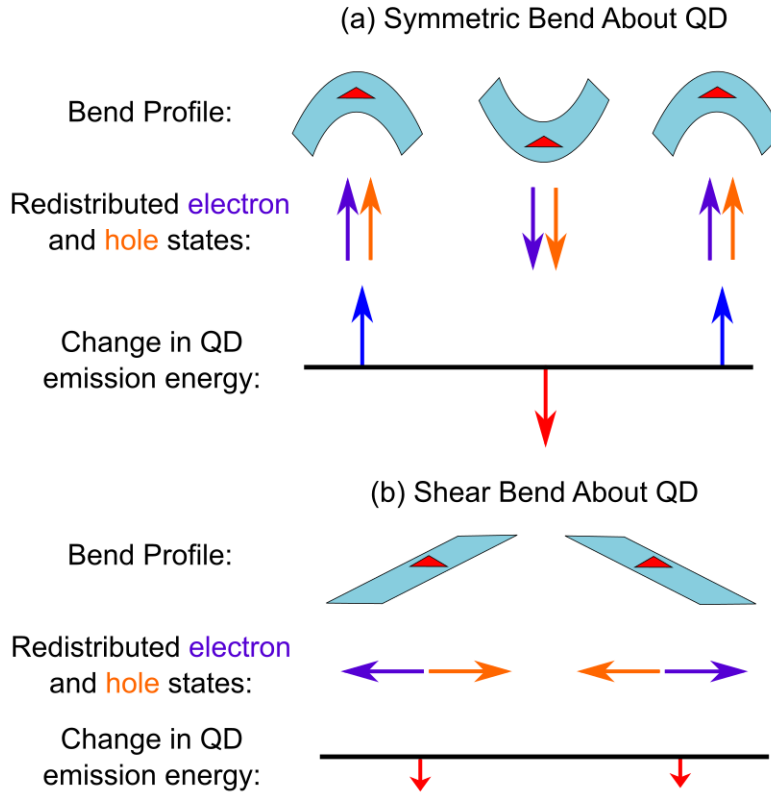 (a) Symmetric Bend About QD
Bend Profile:
Redistributed electron
and hole states:
Change in QD
emission energy:
(b) Shear Bend About QD
Bend Profile:
Redistributed electron
and hole states:
Change in QD
emission energy: